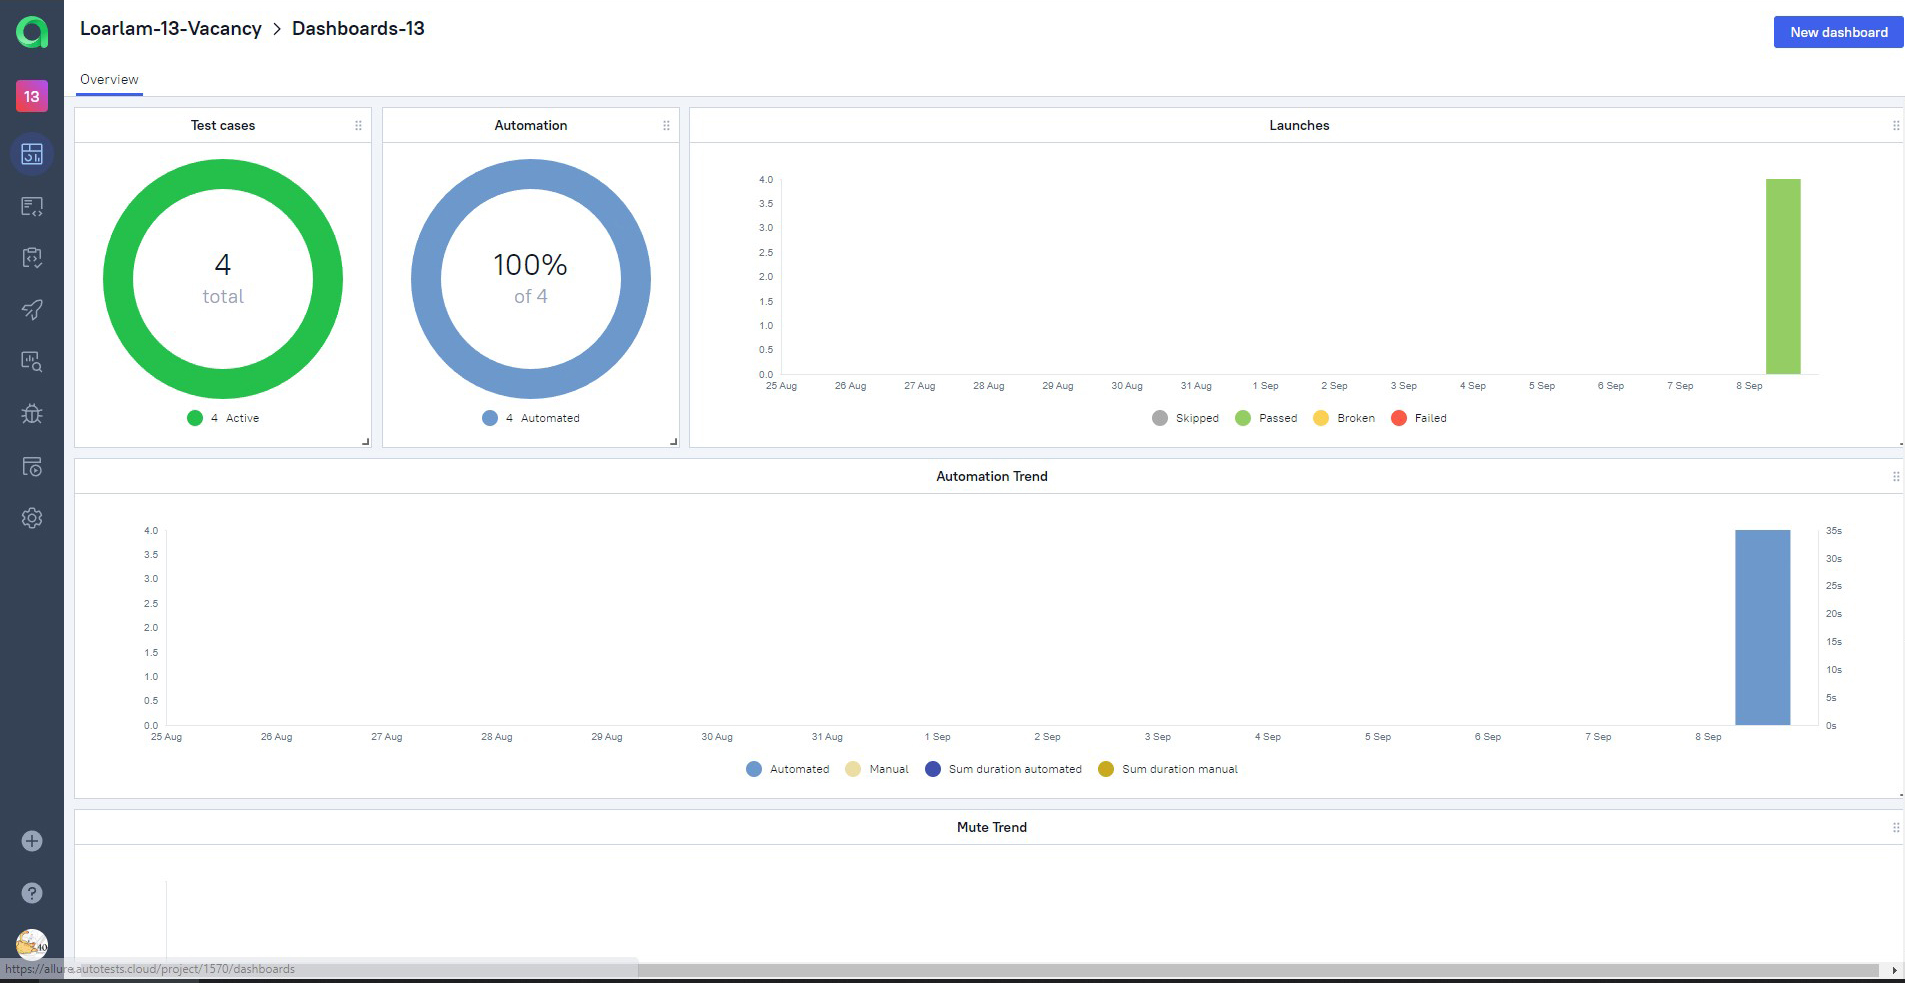 Loarlam-13-Vacancy > Dashboards-13
New dashboard
13
Overview
Test cases
4
total
4 Active
Automation
100%
of 4
4 Automated
Launches
4.0
3.5
3.0
2.5
2.0
1.5
1.0
0.5
0.0
25 Aug 26 Aug 27 Aug 28 Aug 29 Aug 30 Aug 31 Aug 1 Sep 2 Sep 3 Sep 4 Sep 5 Sep 6 Sep 7 Sep 8 Sep
Skipped Passed Broken Failed
Automation Trend
4.0 35s
3.5 30s
3.0 25s
2.5 20s
2.0 15s
1.5 10s
1.0 5s
0.5 0s
0.0
25 Aug 26 Aug 27 Aug 28 Aug 29 Aug 30 Aug 31 Aug 1 Sep 2 Sep 3 Sep 4 Sep 5 Sep 6 Sep 7 Sep 8 Sep
Automated Manual Sum duration automated Sum duration manual
Mute Trend
?
40
https://allure.autotests.cloud/project/1570/dashboards